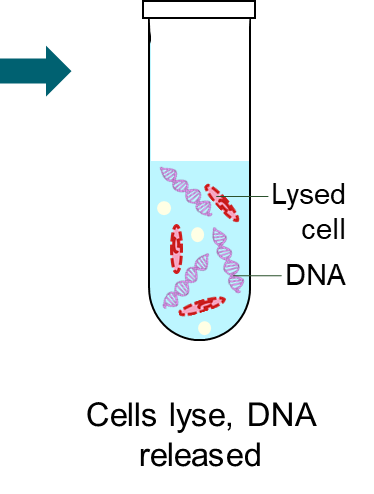 Lysed
cell
DNA
Cells lyse, DNA
released